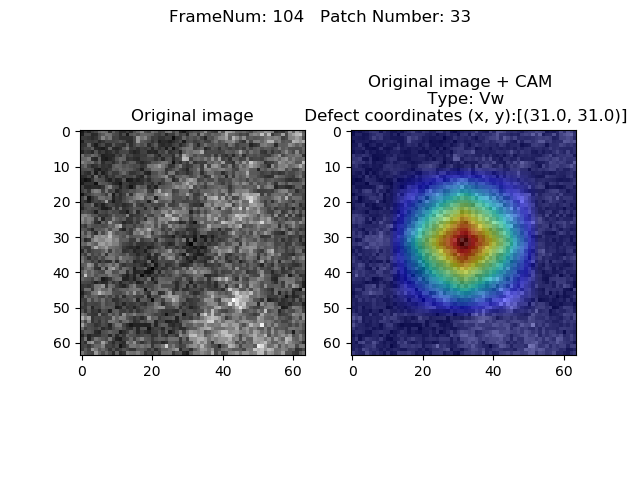 FrameNum: 104   Patch Number: 33
Original image
0
10
20
30
40
50
60
0 20 40 60
Original image + CAM
Type: Vw
Defect coordinates (x, y):[(31.0, 31.0)]
0
10
20
30
40
50
60
0 20 40 60